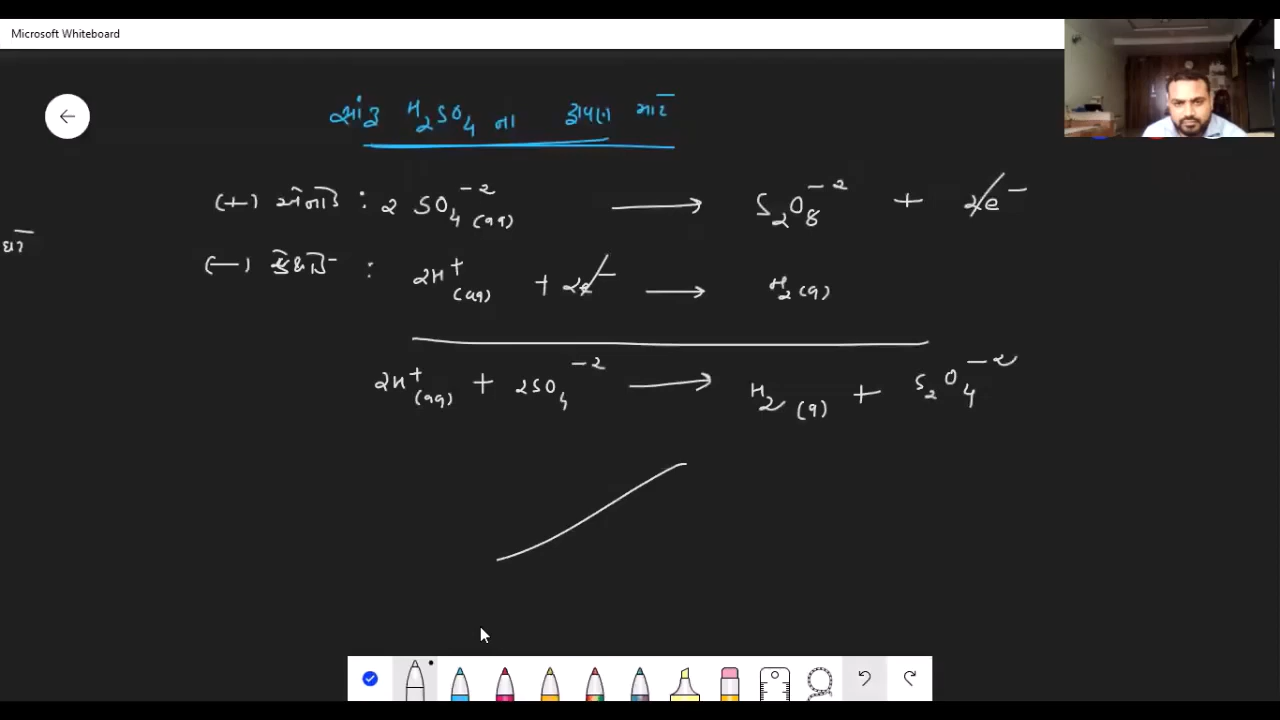 Microsoft Whiteboard
સાંદ્ર H₂SO₄ ના દ્રાવણ માટે
(+) એનોડ : 2 SO₄⁻²(aq) ⟶ S₂O₈⁻² + 2e⁻
(−) કેથોડ : 2H⁺(aq) + 2e⁻ ⟶ H₂(g)
2H⁺(aq) + 2SO₄⁻² ⟶ H₂(g) + S₂O₄⁻²